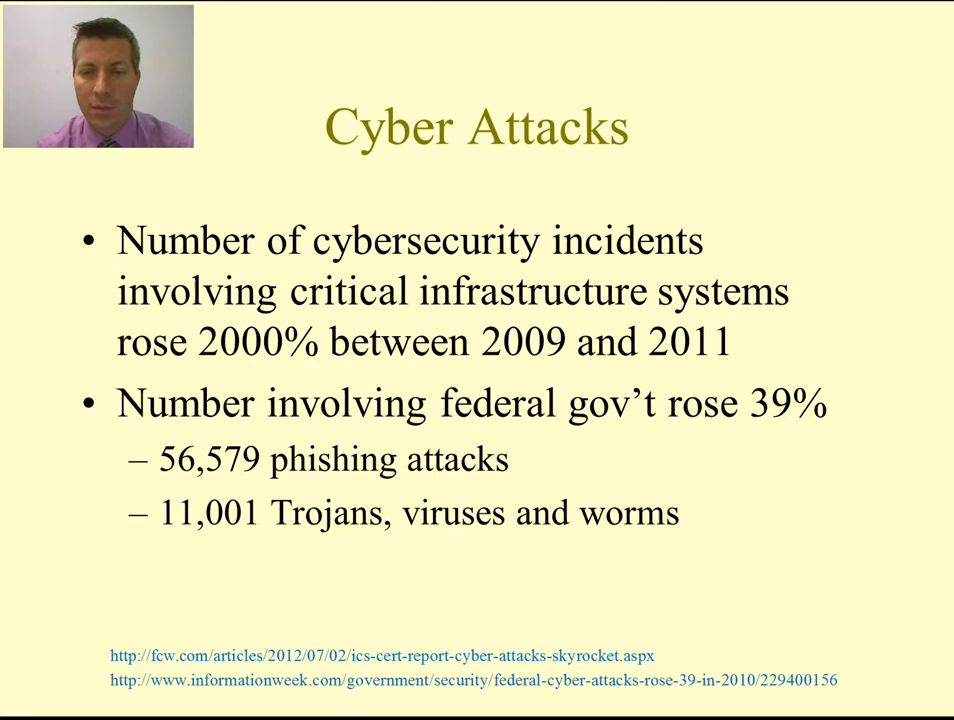 Cyber Attacks
• Number of cybersecurity incidents
involving critical infrastructure systems
rose 2000% between 2009 and 2011
• Number involving federal gov’t rose 39%
– 56,579 phishing attacks
– 11,001 Trojans, viruses and worms
http://fcw.com/articles/2012/07/02/ics-cert-report-cyber-attacks-skyrocket.aspx
http://www.informationweek.com/government/security/federal-cyber-attacks-rose-39-in-2010/229400156